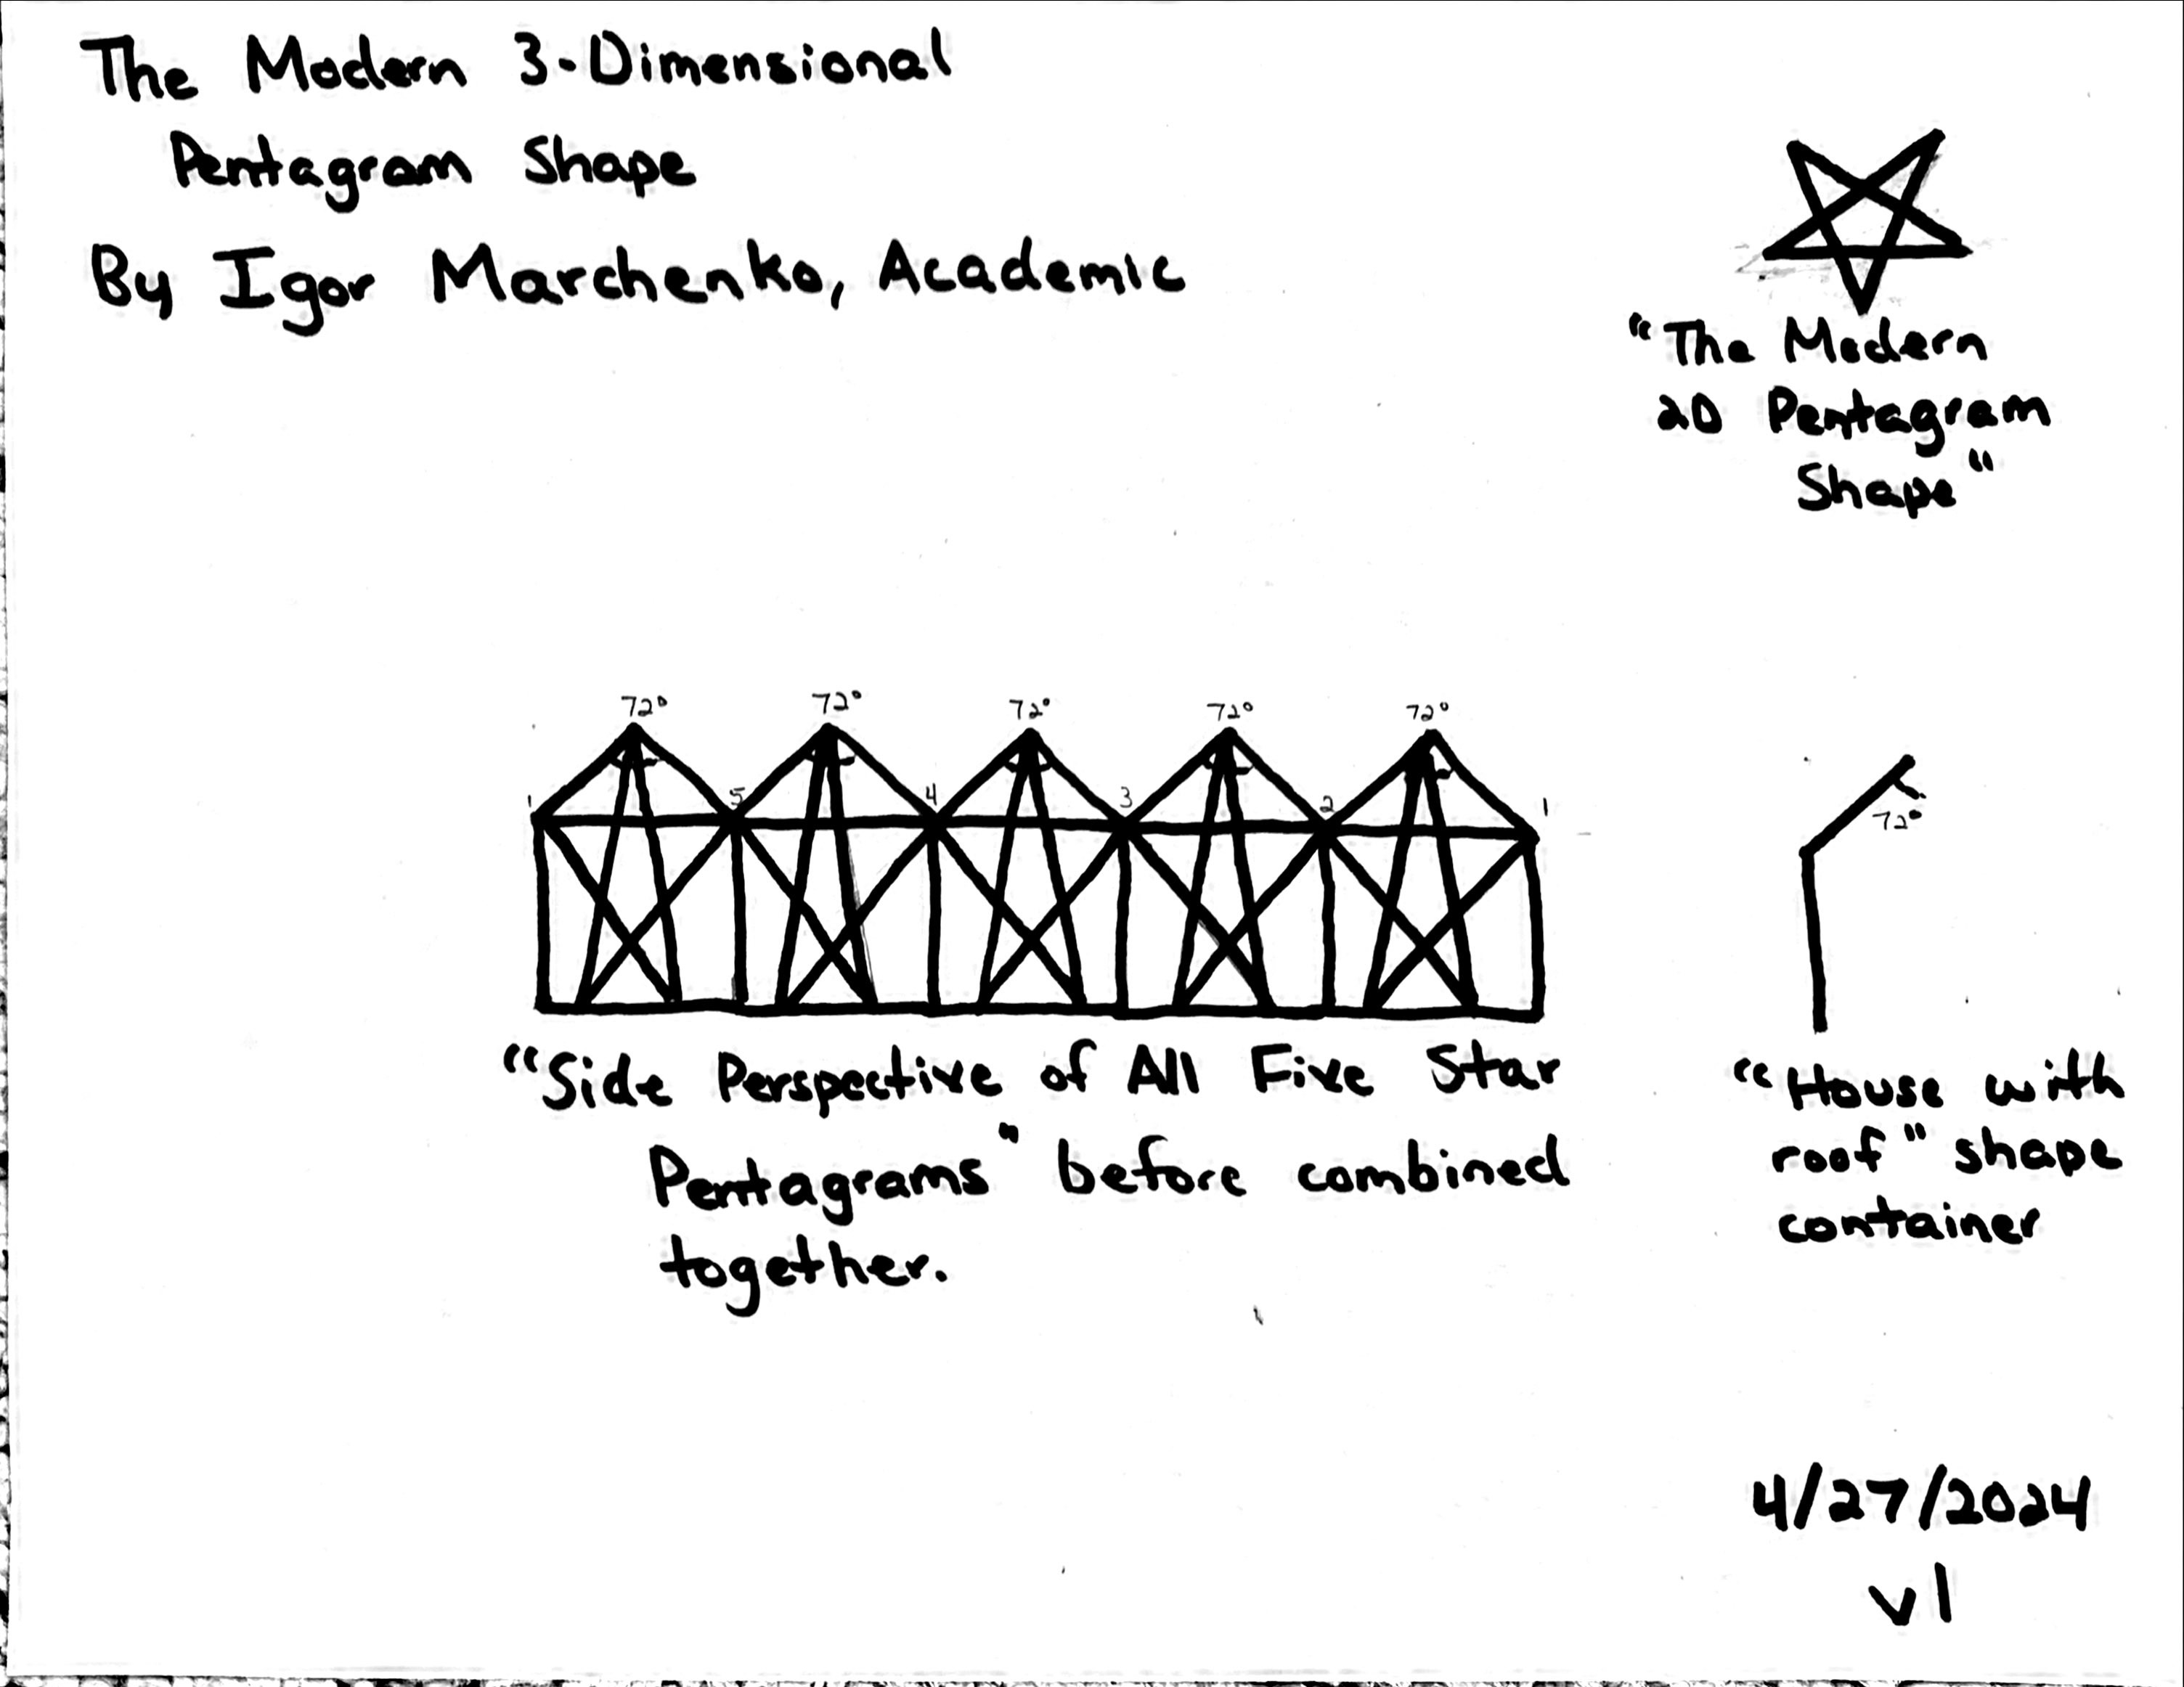 The Modern 3-Dimensional
Pentagram Shape
By Igor Marchenko, Academic
"The Modern
2D Pentagram
Shape"
72° 72° 72° 72° 72°
1 5 4 3 2 1
72°
"Side Perspective of All Five Star
Pentagrams" before combined
together.
"House with
roof" shape
container
4/27/2024
v1